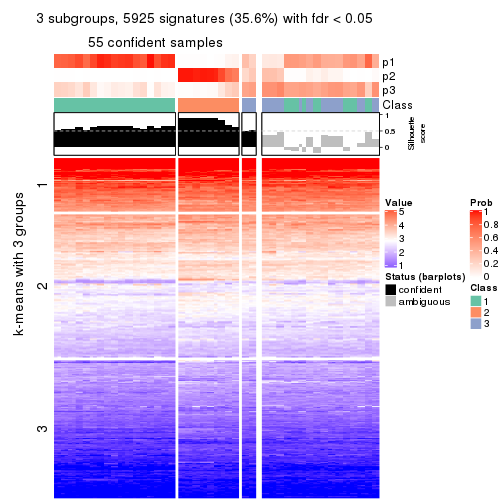 3 subgroups, 5925 signatures (35.6%) with fdr < 0.05
55 confident samples
p1
p2
p3
Class
1
0.5
0
Silhouette
score
k-means with 3 groups
1
2
3
Value
5
4
3
2
1
Status (barplots)
confident
ambiguous
Prob
1
0.8
0.6
0.4
0.2
0
Class
1
2
3